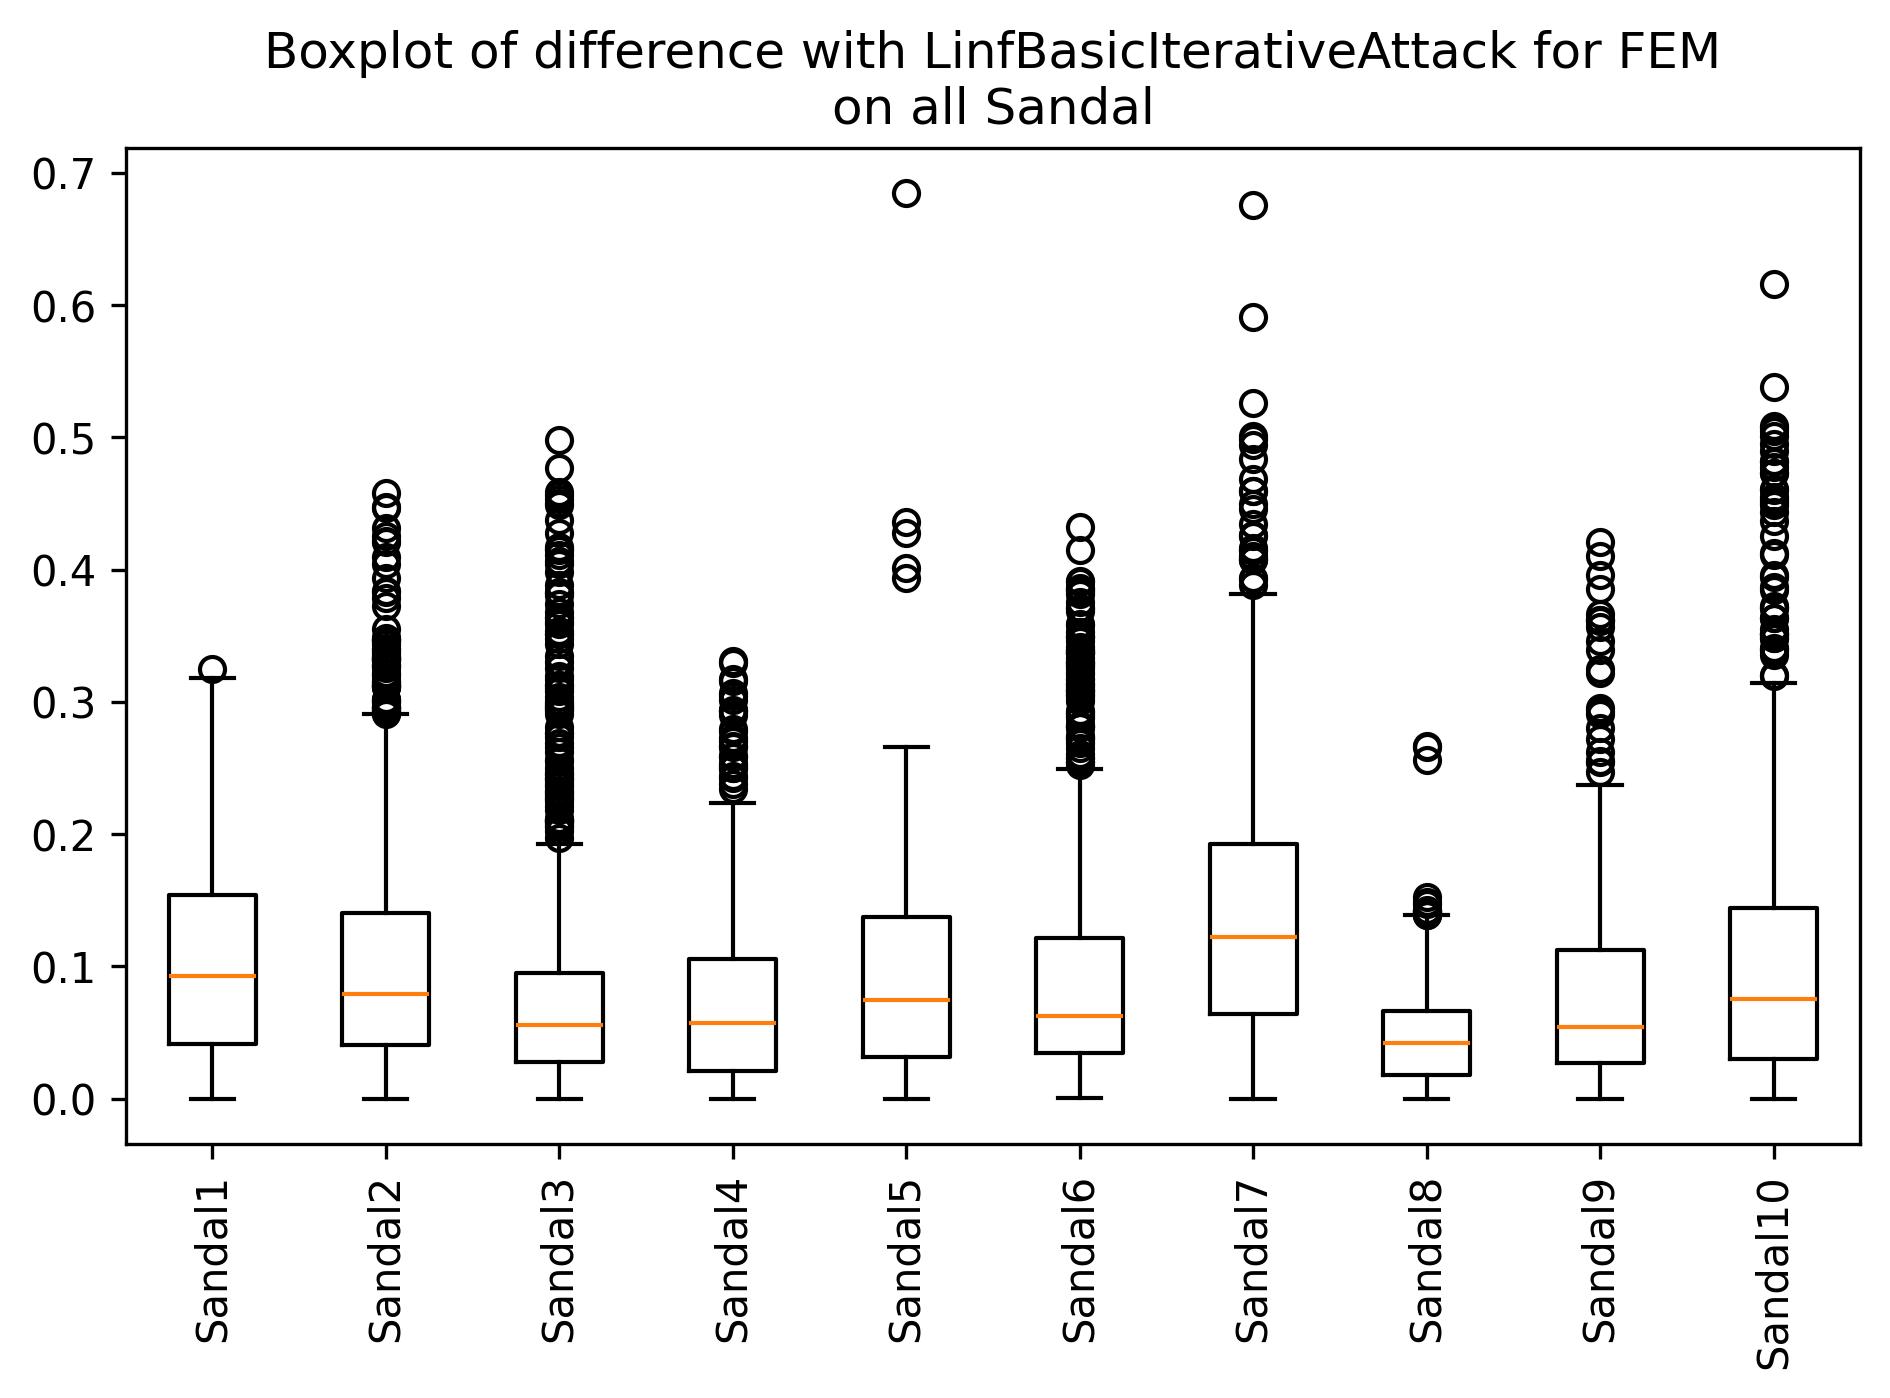 Boxplot of difference with LinfBasicIterativeAttack for FEM
on all Sandal
0.7
0.6
0.5
0.4
0.3
0.2
0.1
0.0
Sandal1
Sandal2
Sandal3
Sandal4
Sandal5
Sandal6
Sandal7
Sandal8
Sandal9
Sandal10